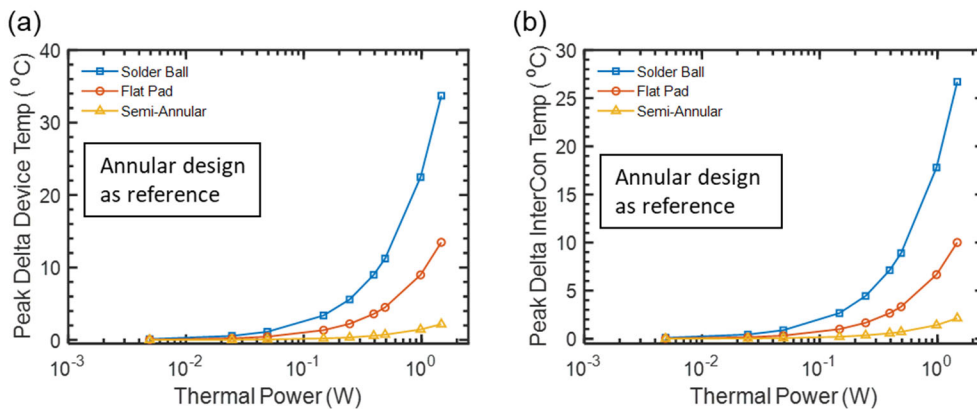 (a)
Peak Delta Device Temp ( °C)
40
30
20
10
0
Solder Ball
Flat Pad
Semi-Annular
Annular design
as reference
10-3
10-2
10-1
100
Thermal Power (W)
(b)
Peak Delta InterCon Temp ( °C)
30
25
20
15
10
5
0
Solder Ball
Flat Pad
Semi-Annular
Annular design
as reference
10-3
10-2
10-1
100
Thermal Power (W)